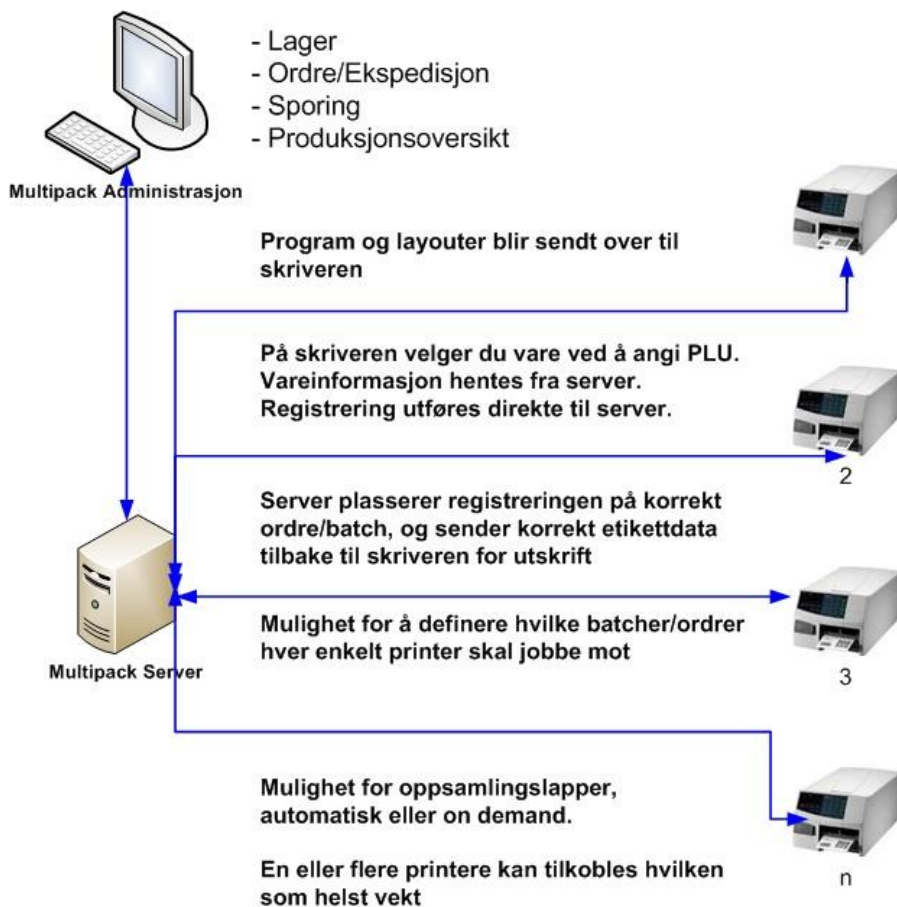 - Lager
- Ordre/Ekspedisjon
- Sporing
- Produksjonsoversikt
Multipack Administrasjon
Program og layouter blir sendt over til
skriveren
På skriveren velger du vare ved å angi PLU.
Vareinformasjon hentes fra server.
Registrering utføres direkte til server.
2
Server plasserer registreringen på korrekt
ordre/batch, og sender korrekt etikettdata
tilbake til skriveren for utskrift
Multipack Server
Mulighet for å definere hvilke batcher/ordrer
hver enkelt printer skal jobbe mot
3
Mulighet for oppsamlingslapper,
automatisk eller on demand.
En eller flere printere kan tilkobles hvilken
som helst vekt
n